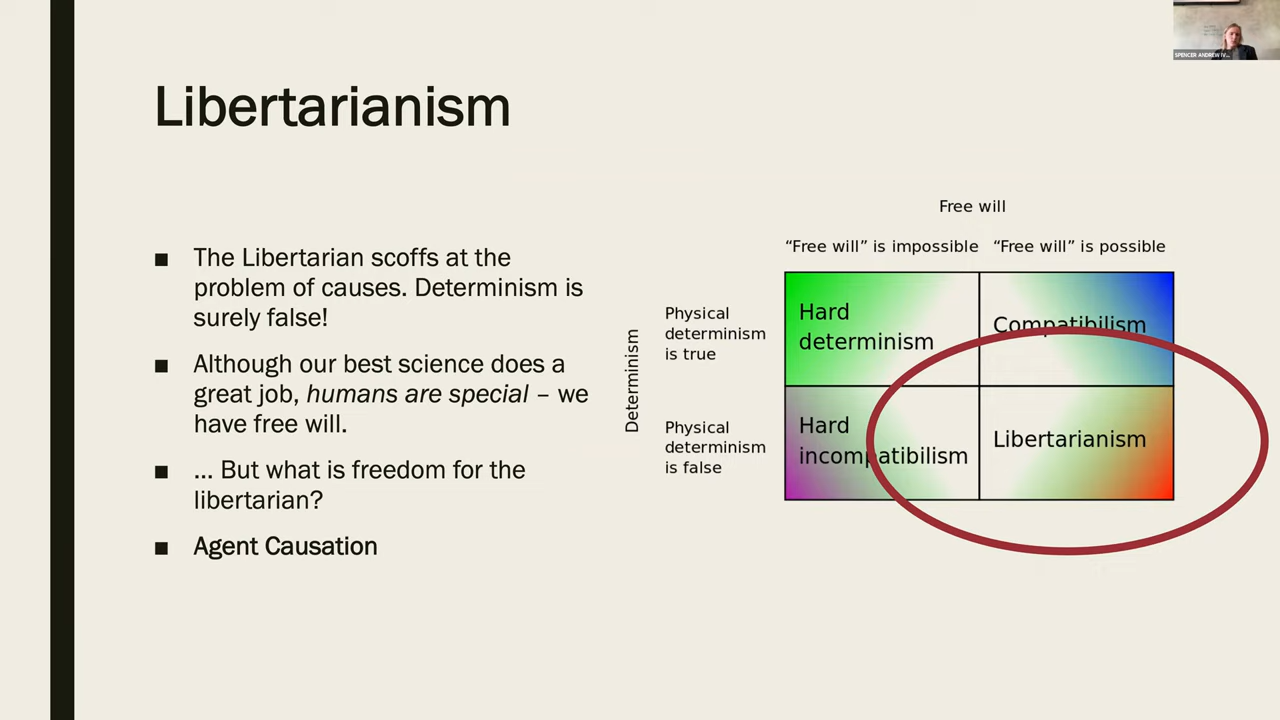 SPENCER ANDREW IV...
Libertarianism
■ The Libertarian scoffs at the
problem of causes. Determinism is
surely false!
■ Although our best science does a
great job, humans are special – we
have free will.
■ ... But what is freedom for the
libertarian?
■ Agent Causation
Free will
“Free will” is impossible
“Free will” is possible
Determinism
Physical
determinism
is true
Hard
determinism
Compatibilism
Physical
determinism
is false
Hard
incompatibilism
Libertarianism